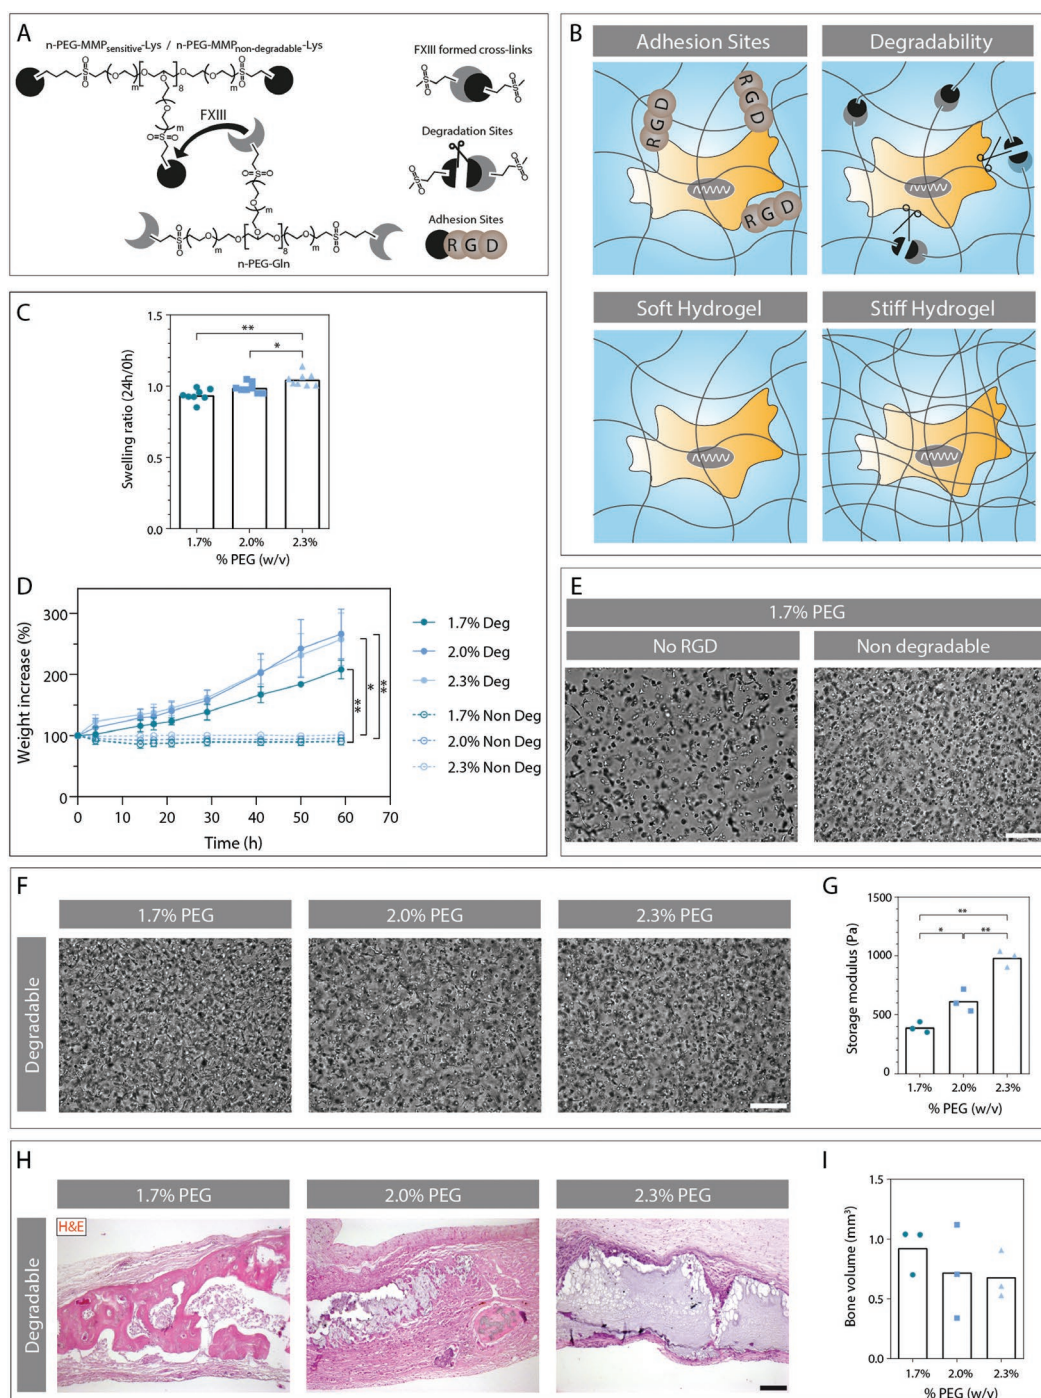 A
n-PEG-MMPsensitive-Lys / n-PEG-MMPnon-degradable-Lys
FXIII
n-PEG-Gln
FXIII formed cross-links
Degradation Sites
Adhesion Sites
R G D
B
Adhesion Sites
Degradability
R G D
R G D
R G D
Soft Hydrogel
Stiff Hydrogel
C
Swelling ratio (24h/0h)
1.5
1.0
0.5
0.0
**
*
1.7%
2.0%
2.3%
% PEG (w/v)
D
Weight increase (%)
300
200
100
0
0 10 20 30 40 50 60 70
Time (h)
**
*
**
1.7% Deg
2.0% Deg
2.3% Deg
1.7% Non Deg
2.0% Non Deg
2.3% Non Deg
E
1.7% PEG
No RGD
Non degradable
F
1.7% PEG
2.0% PEG
2.3% PEG
Degradable
G
Storage modulus (Pa)
1500
1000
500
0
**
*
**
1.7%
2.0%
2.3%
% PEG (w/v)
H
1.7% PEG
2.0% PEG
2.3% PEG
Degradable
H&E
I
Bone volume (mm³)
1.5
1.0
0.5
0.0
1.7%
2.0%
2.3%
% PEG (w/v)